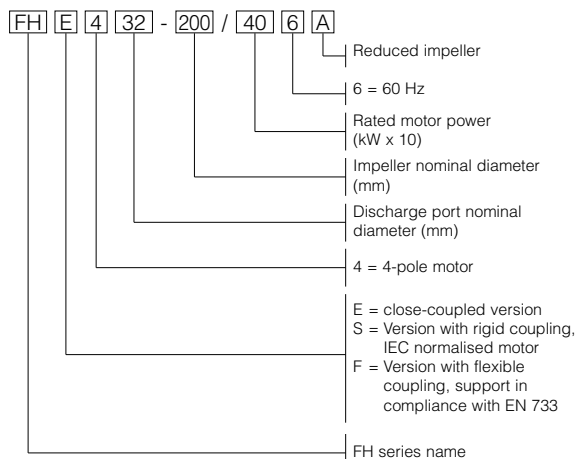 FH E 4 32 - 200 / 40 6 A
Reduced impeller
6 = 60 Hz
Rated motor power
(kW x 10)
Impeller nominal diameter
(mm)
Discharge port nominal
diameter (mm)
4 = 4-pole motor
E = close-coupled version
S = Version with rigid coupling,
IEC normalised motor
F = Version with flexible
coupling, support in
compliance with EN 733
FH series name